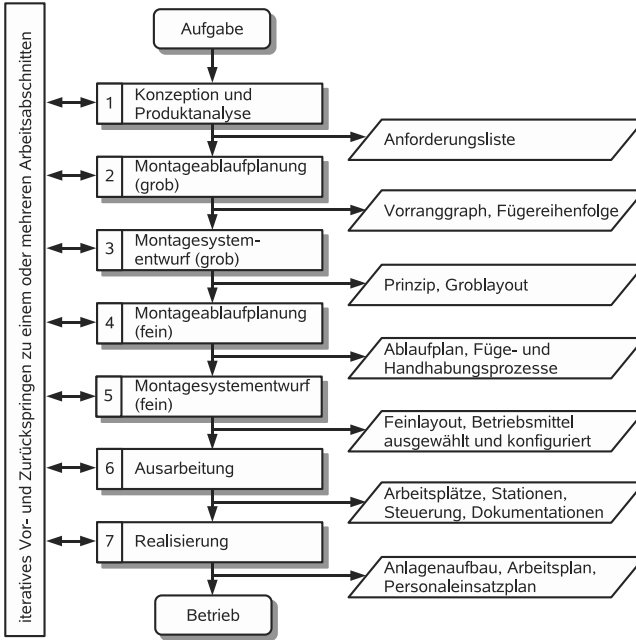 Aufgabe
iteratives Vor- und Zurückspringen zu einem oder mehreren Arbeitsabschnitten
1
Konzeption und
Produktanalyse
Anforderungsliste
2
Montageablaufplanung
(grob)
Vorranggraph, Fügereihenfolge
3
Montagesystem-
entwurf (grob)
Prinzip, Groblayout
4
Montageablaufplanung
(fein)
Ablaufplan, Füge- und
Handhabungsprozesse
5
Montagesystementwurf
(fein)
Feinlayout, Betriebsmittel
ausgewählt und konfiguriert
6
Ausarbeitung
Arbeitsplätze, Stationen,
Steuerung, Dokumentationen
7
Realisierung
Anlagenaufbau, Arbeitsplan,
Personaleinsatzplan
Betrieb